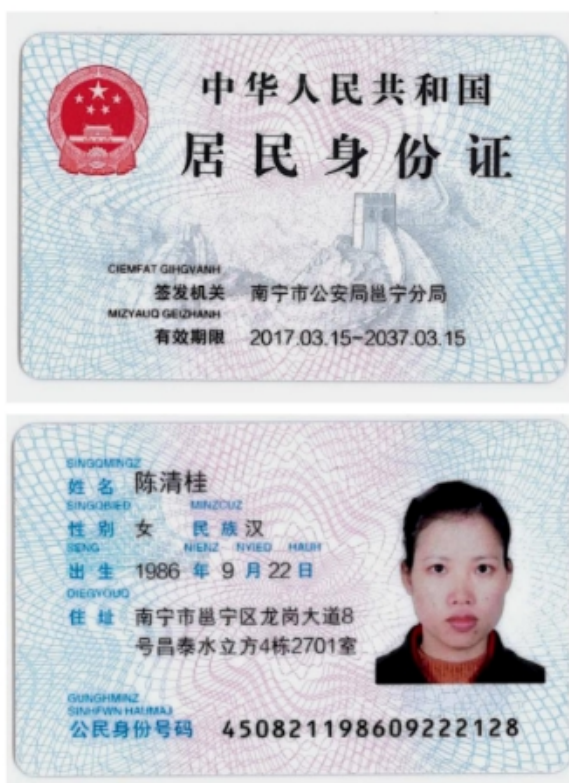 中华人民共和国
居民身份证
CIEMFAT GIHGVANH
签发机关 南宁市公安局邕宁分局
MIZYAUQ GEIZHANH
有效期限 2017.03.15-2037.03.15
SINGQMINGZ
姓名 陈清桂
SINGQBIED MINZCUZ
性别 女 民族 汉
SENG NIENZ NYIED HAUH
出生 1986 年 9 月 22 日
DIEGYOUQ
住址 南宁市邕宁区龙岗大道8
号昌泰水立方4栋2701室
GUNGHMINZ
SINHFWN HAUMAJ
公民身份号码 450821198609222128